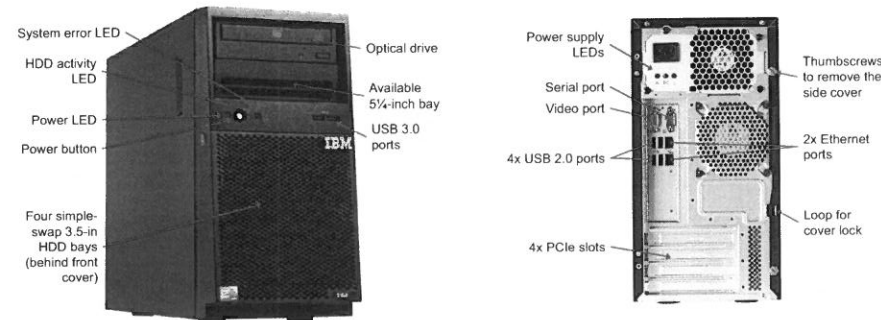 System error LED
HDD activity
LED
Power LED
Power button
Four simple-
swap 3.5-in
HDD bays
(behind front
cover)
Optical drive
Available
5¼-inch bay
USB 3.0
ports
IBM
IBM
Power supply
LEDs
Serial port
Video port
4x USB 2.0 ports
4x PCIe slots
Thumbscrews
to remove the
side cover
2x Ethernet
ports
Loop for
cover lock